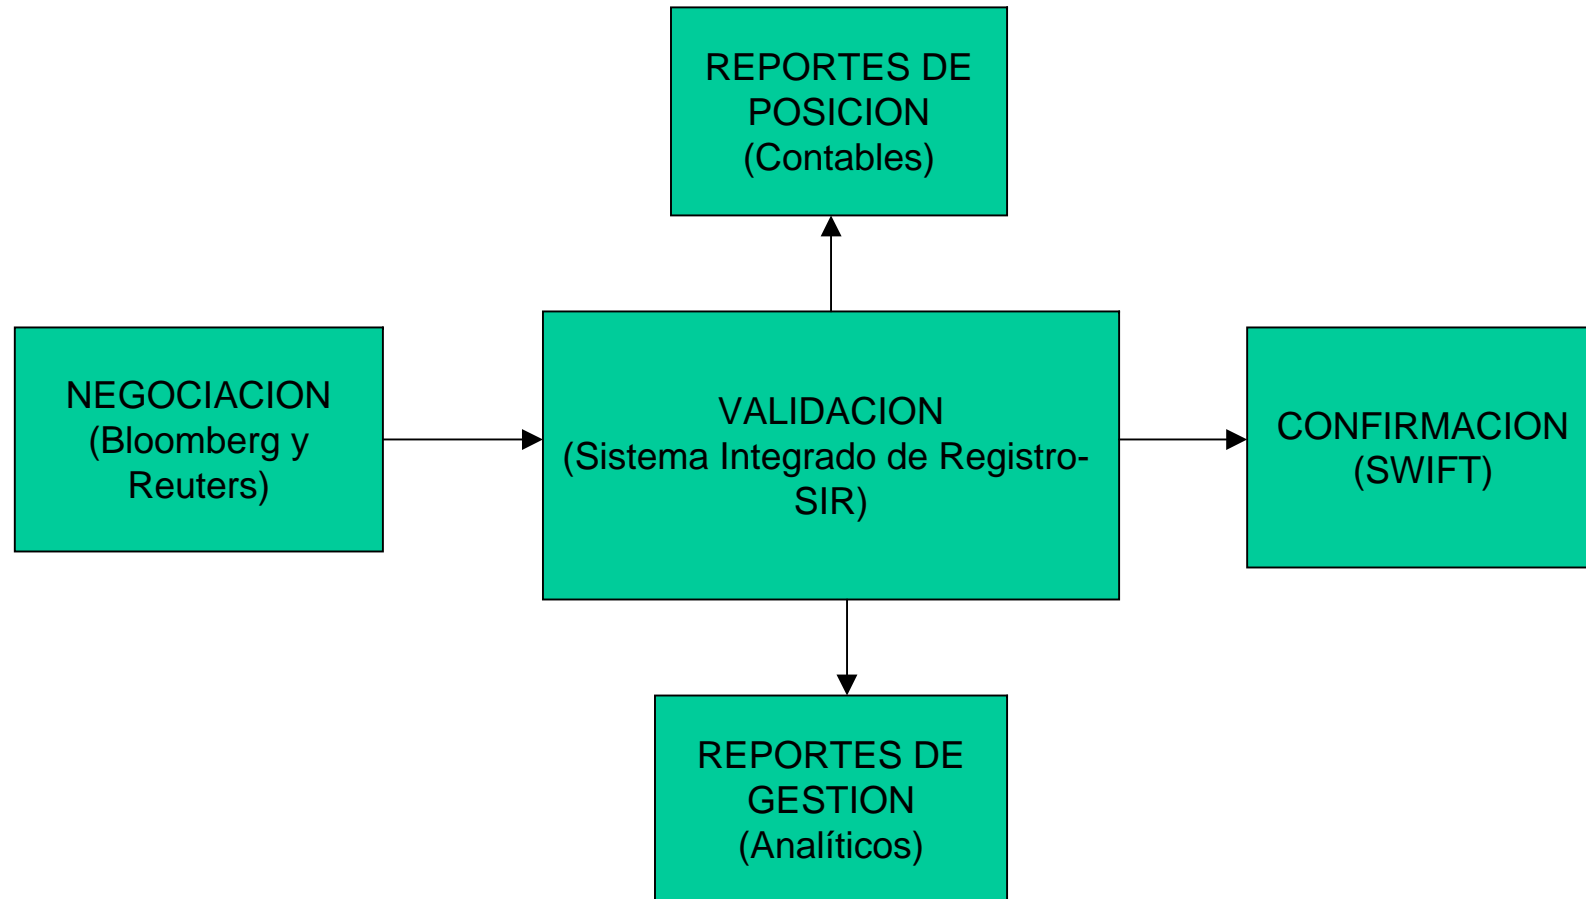 REPORTES DE
POSICION
(Contables)
NEGOCIACION
(Bloomberg y
Reuters)
VALIDACION
(Sistema Integrado de Registro-
SIR)
CONFIRMACION
(SWIFT)
REPORTES DE
GESTION
(Analíticos)